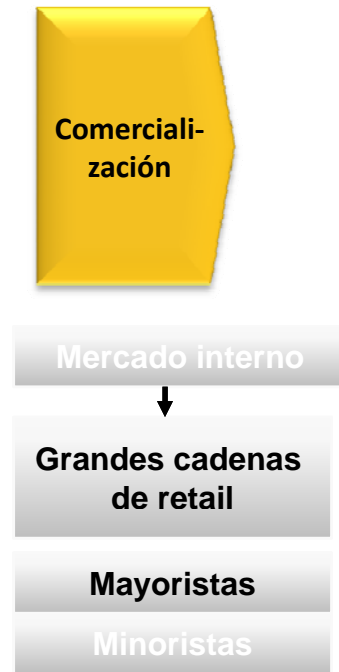 Comerciali-
zación
Mercado interno
Grandes cadenas
de retail
Mayoristas
Minoristas